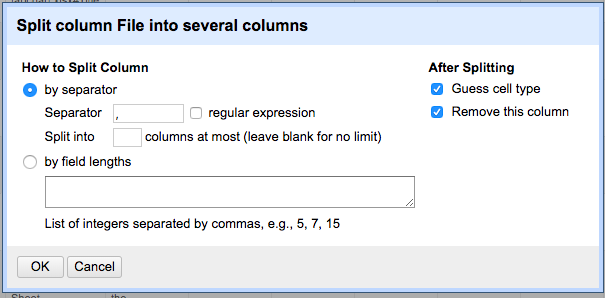 Split column File into several columns
How to Split Column
After Splitting
by separator
Guess cell type
Separator , regular expression
Remove this column
Split into columns at most (leave blank for no limit)
by field lengths
List of integers separated by commas, e.g., 5, 7, 15
OK Cancel